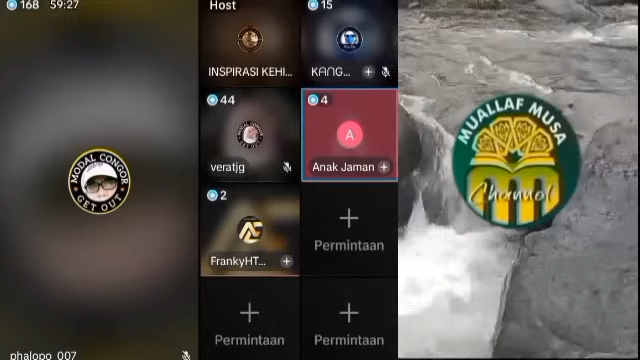 168 59:27
MODAL CONGOR
GET OUT
phalopo_007
Host
INSPIRASI KEHI...
15
KANG...
44
veratjg
4
A
Anak Jaman
2
FrankyHT...
Permintaan
Permintaan
Permintaan
MUALLAF MUSA
Channel